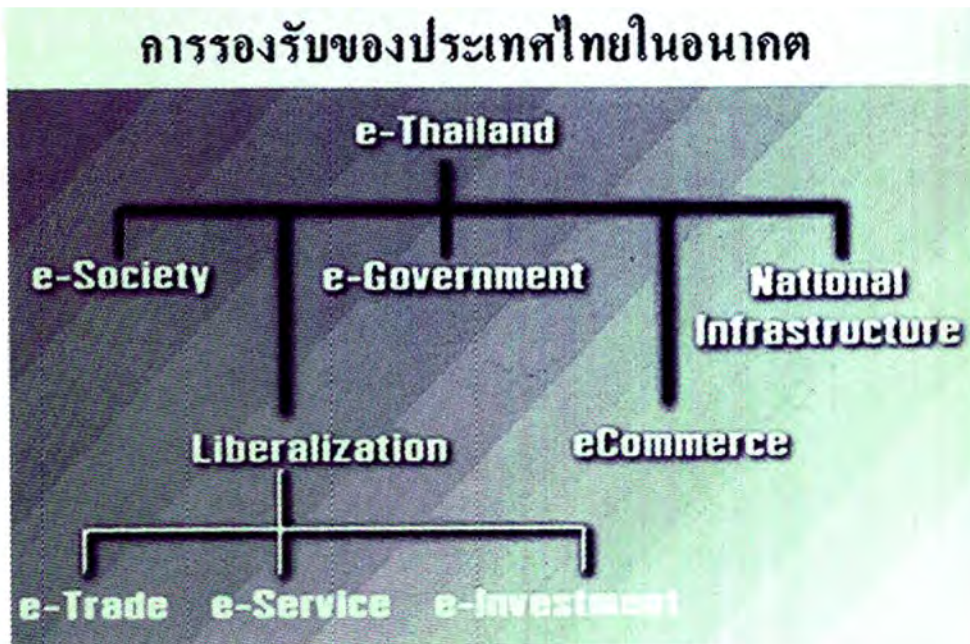 การรองรับของประเทศไทยในอนาคต
e-Thailand
e-Society
e-Government
National
Infrastructure
Liberalization
eCommerce
e-Trade
e-Service
e-Investment